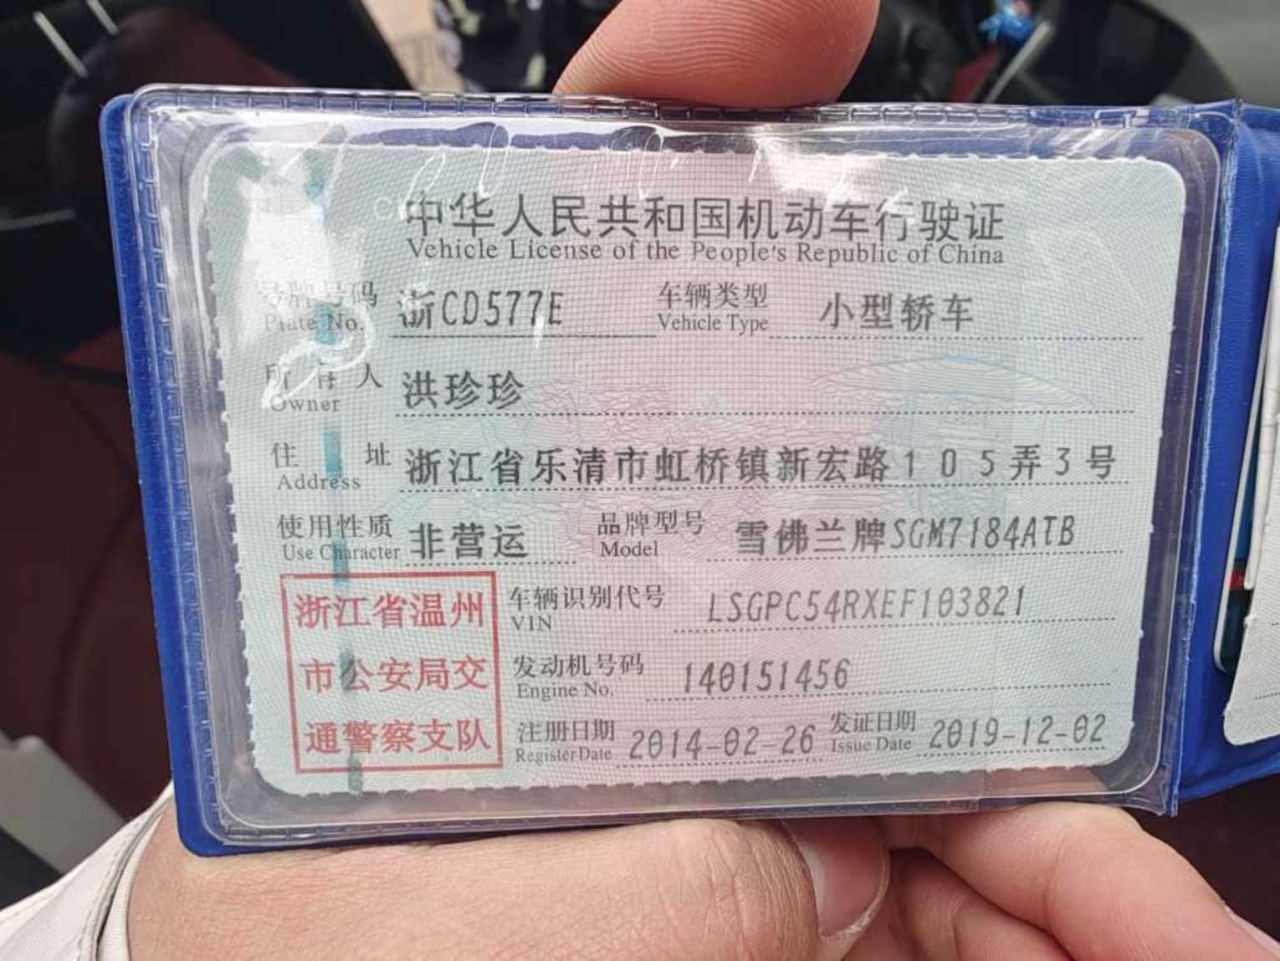 中华人民共和国机动车行驶证
Vehicle License of the People's Republic of China
号牌号码 浙CD577E 车辆类型 小型轿车
Plate No. Vehicle Type
所有人 洪珍珍
Owner
住址 浙江省乐清市虹桥镇新宏路105弄3号
Address
使用性质 非营运 品牌型号 雪佛兰牌SGM7184ATB
Use Character Model
浙江省温州
市公安局交
通警察支队
车辆识别代号 LSGPC54RXEF103821
VIN
发动机号码 140151456
Engine No.
注册日期 2014-02-26 发证日期 2019-12-02
Register Date Issue Date